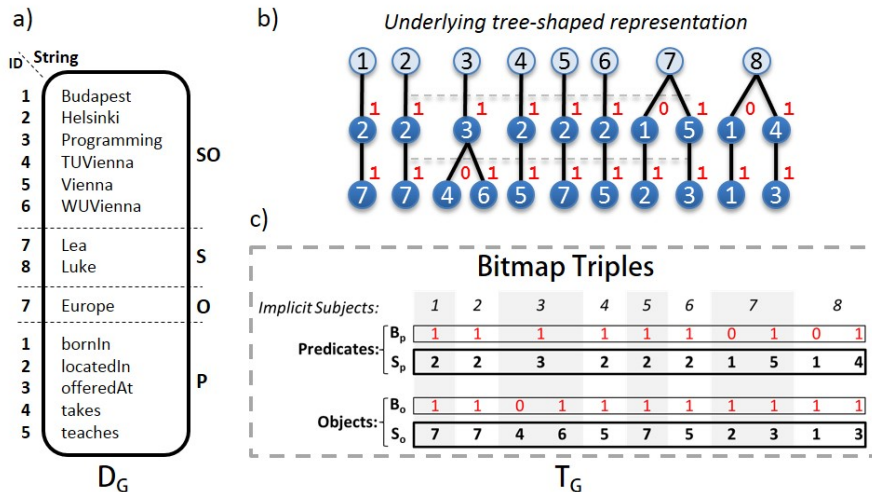 a)
ID String
1 Budapest
2 Helsinki
3 Programming
4 TUVienna
5 Vienna
6 WUVienna
SO
7 Lea
8 Luke
S
7 Europe
O
1 bornIn
2 locatedIn
3 offeredAt
4 takes
5 teaches
P
DG
b)
Underlying tree-shaped representation
1 2 3 4 5 6 7 8
1 1 1 1 1 1 0 1 0 1
2 2 3 2 2 2 1 5 1 4
1 1 0 1 1 1 1 1 1 1 1
7 7 4 6 5 7 5 2 3 1 3
c)
Bitmap Triples
Implicit Subjects: 1 2 3 4 5 6 7 8
Predicates:
Bp 1 1 1 1 1 1 0 1 0 1
Sp 2 2 3 2 2 2 1 5 1 4
Objects:
Bo 1 1 0 1 1 1 1 1 1 1 1
So 7 7 4 6 5 7 5 2 3 1 3
TG